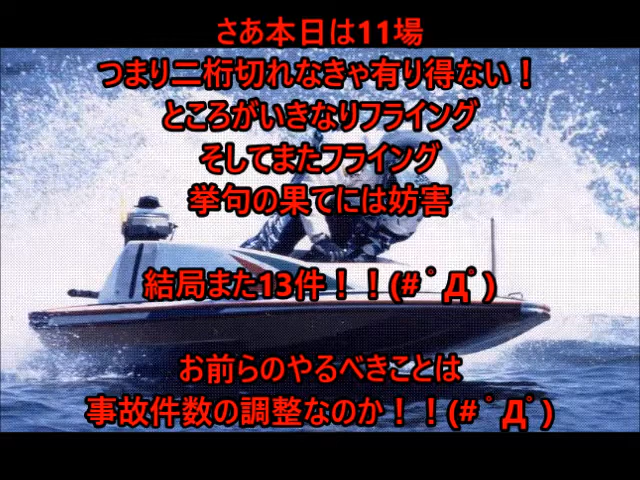 さあ本日は11場
つまり二桁切れなきゃ有り得ない！
ところがいきなりフライング
そしてまたフライング
挙句の果てには妨害
結局また13件！！(#ﾟДﾟ)
お前らのやるべきことは
事故件数の調整なのか！！(#ﾟДﾟ)